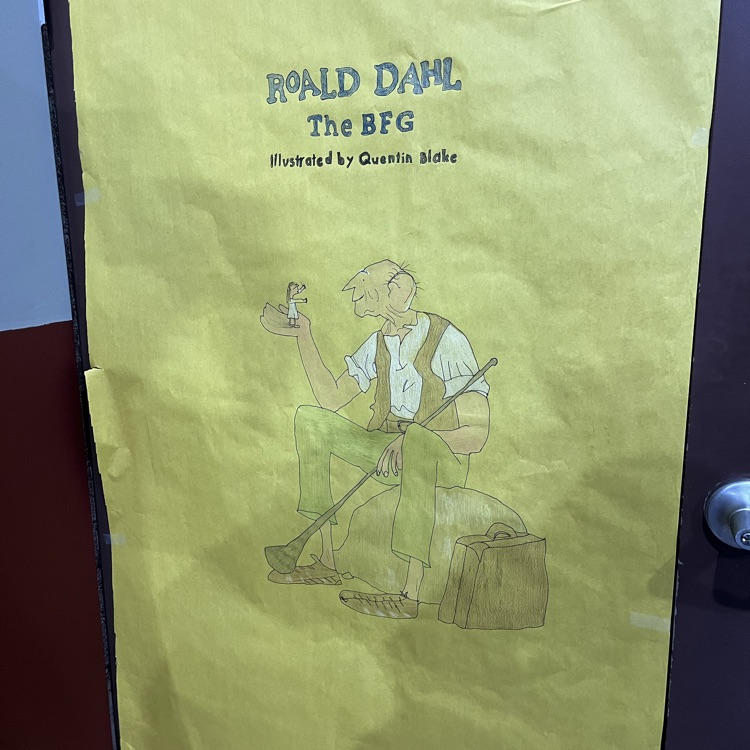 ROALD DAHL
The BFG
Illustrated by Quentin Blake